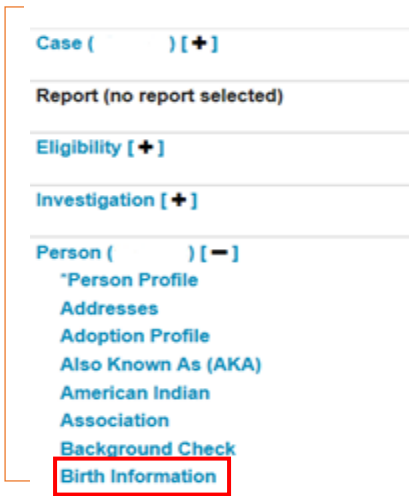 Case ( ) [+]
Report (no report selected)
Eligibility [+]
Investigation [+]
Person ( ) [−]
*Person Profile
Addresses
Adoption Profile
Also Known As (AKA)
American Indian
Association
Background Check
Birth Information